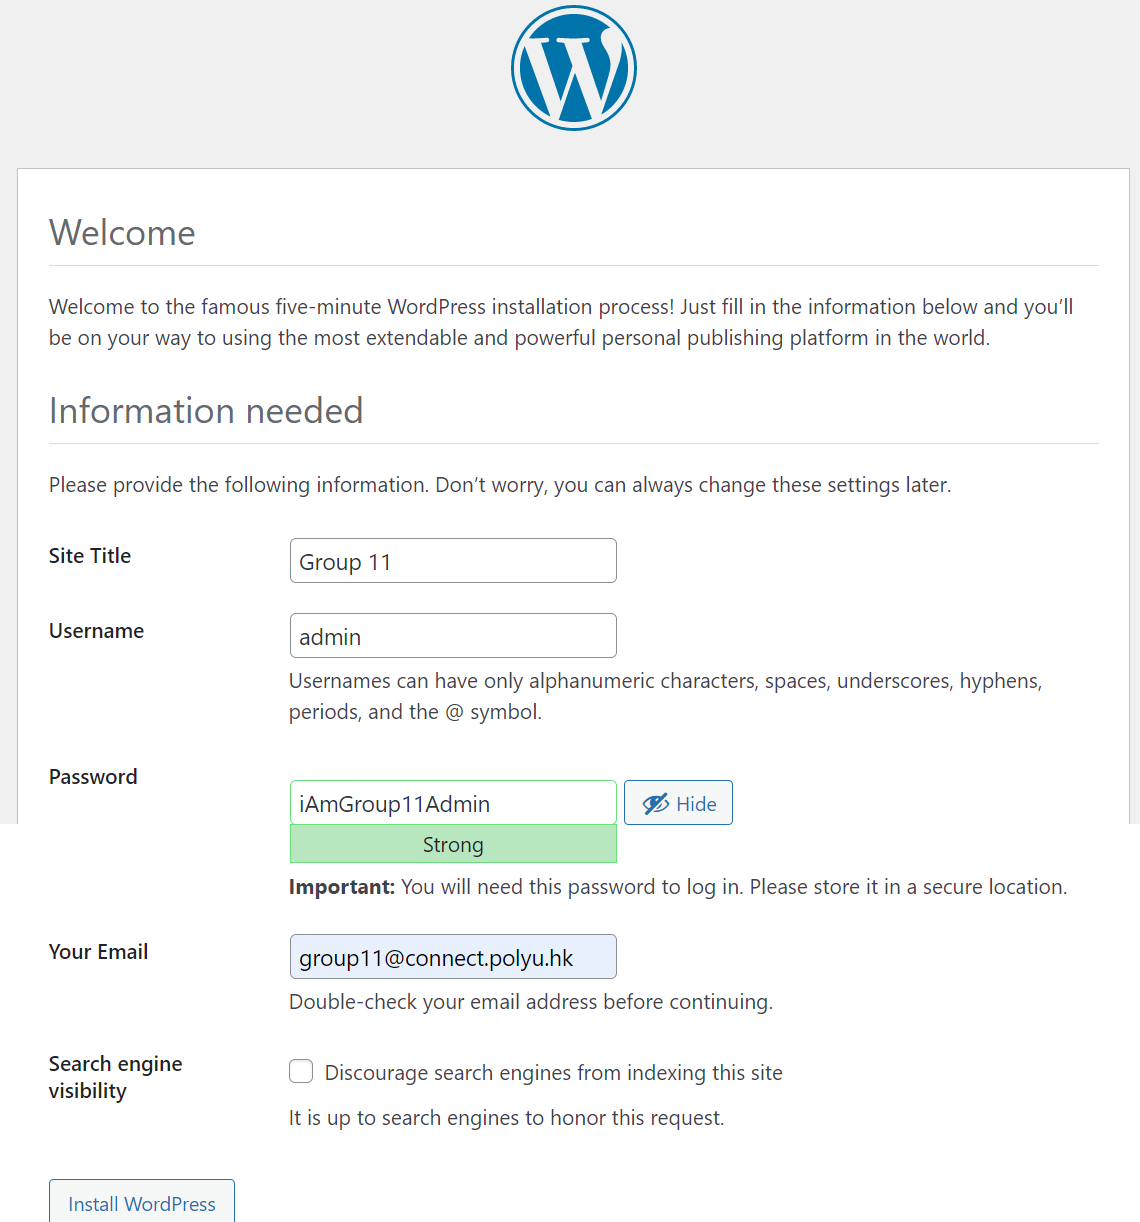 Welcome
Welcome to the famous five-minute WordPress installation process! Just fill in the information below and you’ll
be on your way to using the most extendable and powerful personal publishing platform in the world.
Information needed
Please provide the following information. Don’t worry, you can always change these settings later.
Site Title
Group 11
Username
admin
Usernames can have only alphanumeric characters, spaces, underscores, hyphens,
periods, and the @ symbol.
Password
iAmGroup11Admin
Hide
Strong
Important: You will need this password to log in. Please store it in a secure location.
Your Email
group11@connect.polyu.hk
Double-check your email address before continuing.
Search engine
visibility
Discourage search engines from indexing this site
It is up to search engines to honor this request.
Install WordPress